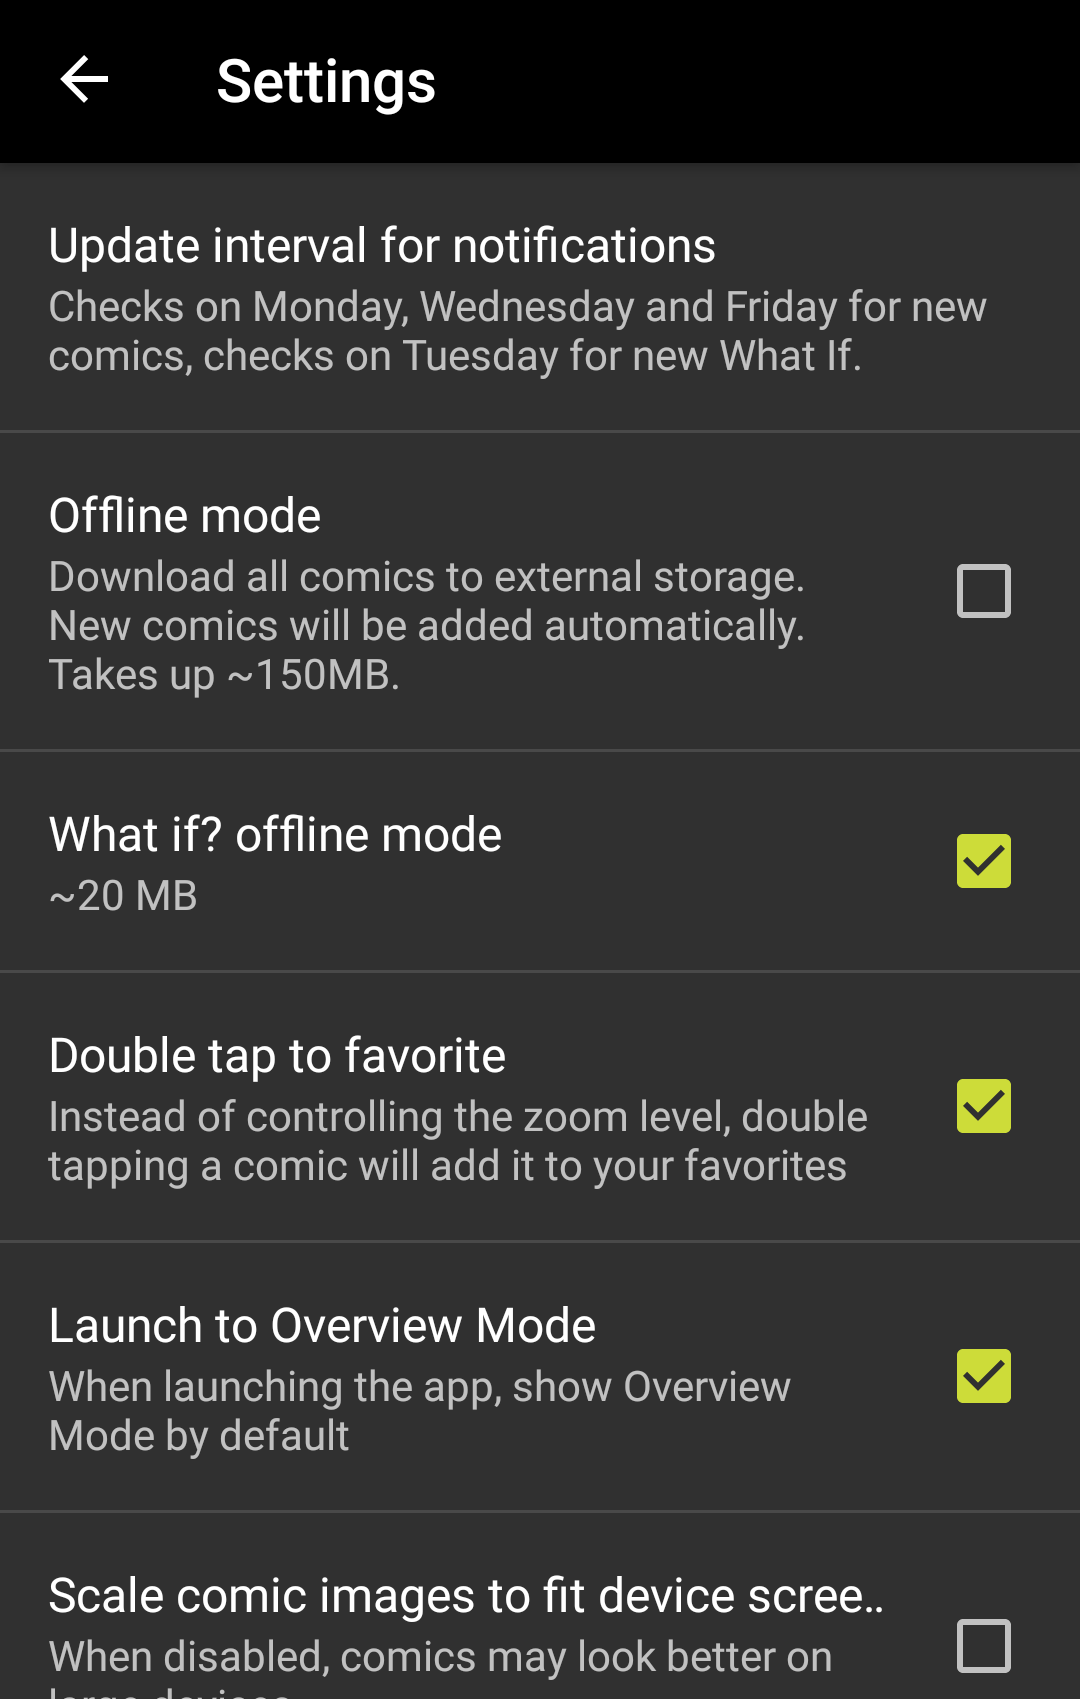 Settings
Update interval for notifications
Checks on Monday, Wednesday and Friday for new
comics, checks on Tuesday for new What If.
Offline mode
Download all comics to external storage.
New comics will be added automatically.
Takes up ~150MB.
What if? offline mode
~20 MB
Double tap to favorite
Instead of controlling the zoom level, double
tapping a comic will add it to your favorites
Launch to Overview Mode
When launching the app, show Overview
Mode by default
Scale comic images to fit device scree..
When disabled, comics may look better on
large devices